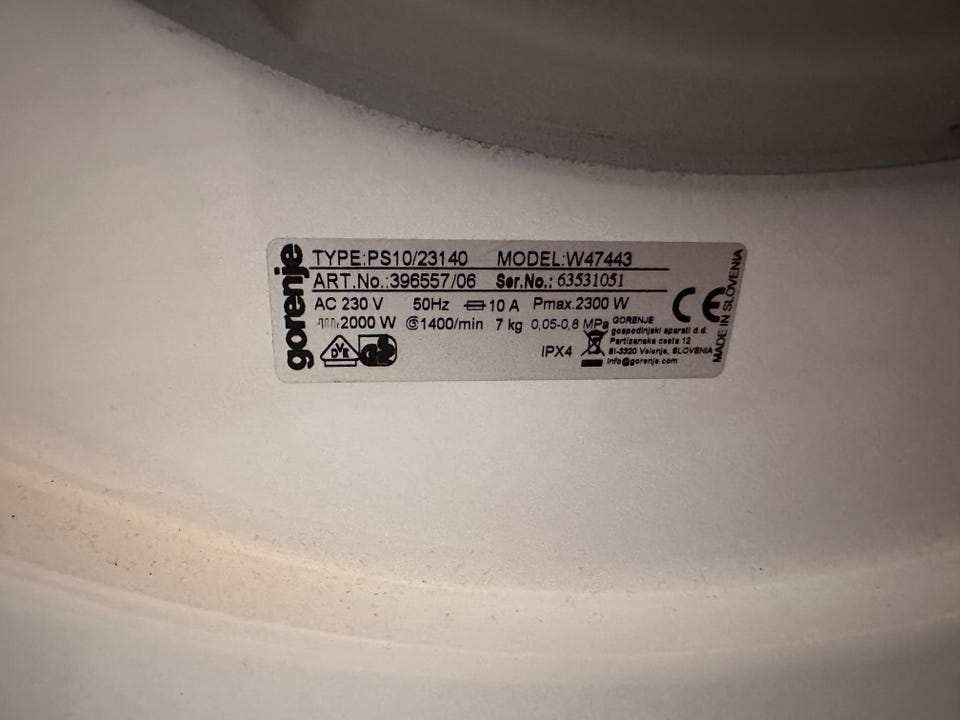 gorenje
TYPE:PS10/23140 MODEL:W47443
ART.No.:396557/06 Ser.No.: 63531051
AC 230 V 50Hz 10 A Pmax.2300 W
2000 W 1400/min 7 kg 0,05-0,8 MPa
IPX4
GORENJE
gospodinjski aparati d.d.
Partizanska cesta 12
SI-3320 Velenje, SLOVENIA
info@gorenje.com
CE
MADE IN SLOVENIA
DVE
GS